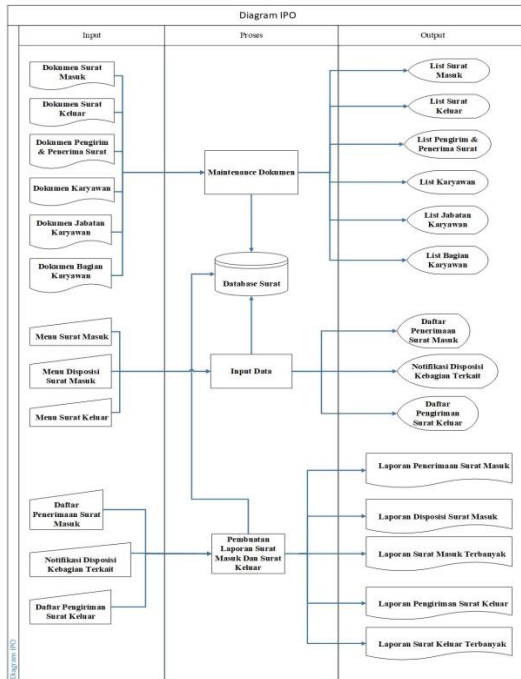 Diagram IPO
Input
Proses
Output
Dokumen Surat
Masuk
Dokumen Surat
Keluar
Dokumen Pengirim
& Penerima Surat
Dokumen Karyawan
Dokumen Jabatan
Karyawan
Dokumen Bagian
Karyawan
Maintenance Dokumen
Database Surat
List Surat
Masuk
List Surat
Keluar
List Pengirim &
Penerima Surat
List Karyawan
List Jabatan
Karyawan
List Bagian
Karyawan
Menu Surat Masuk
Menu Disposisi
Surat Masuk
Menu Surat Keluar
Input Data
Daftar
Penerimaan
Surat Masuk
Notifikasi Disposisi
Kebagian Terkait
Daftar
Pengiriman
Surat Keluar
Daftar
Penerimaan Surat
Masuk
Notifikasi Disposisi
Kebagian Terkait
Daftar Pengiriman
Surat Keluar
Pembuatan
Laporan Surat
Masuk Dan Surat
Keluar
Laporan Penerimaan Surat Masuk
Laporan Disposisi Surat Masuk
Laporan Surat Masuk Terbanyak
Laporan Pengiriman Surat Keluar
Laporan Surat Keluar Terbanyak
Diagram IPO